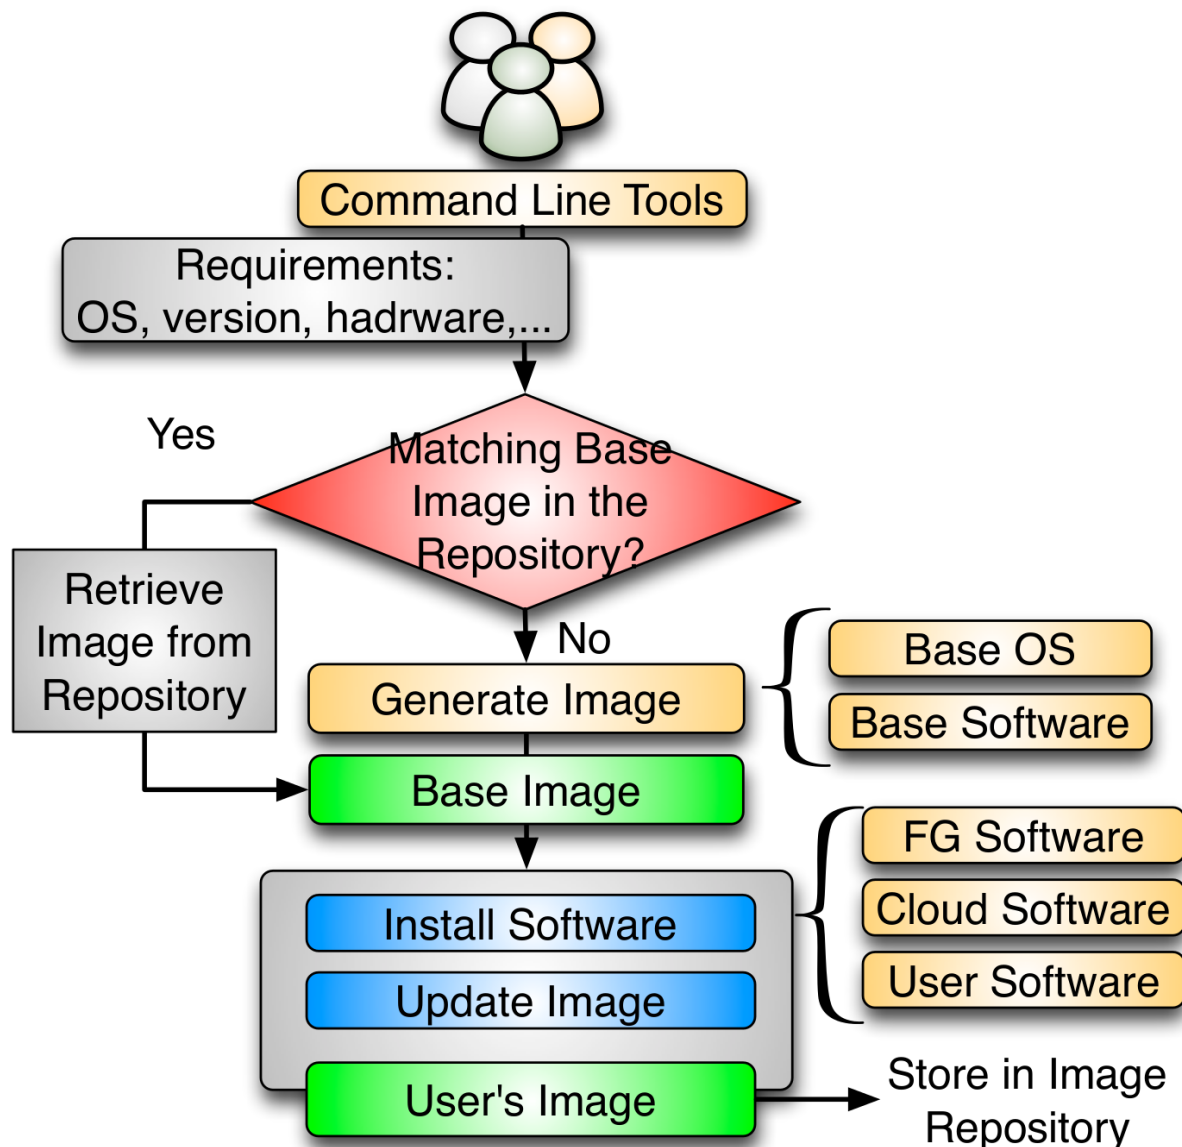 Command Line Tools
Requirements:
OS, version, hadrware,...
Yes
Matching Base
Image in the
Repository?
Retrieve
Image from
Repository
No
Generate Image
Base OS
Base Software
Base Image
FG Software
Cloud Software
User Software
Install Software
Update Image
User's Image
Store in Image
Repository